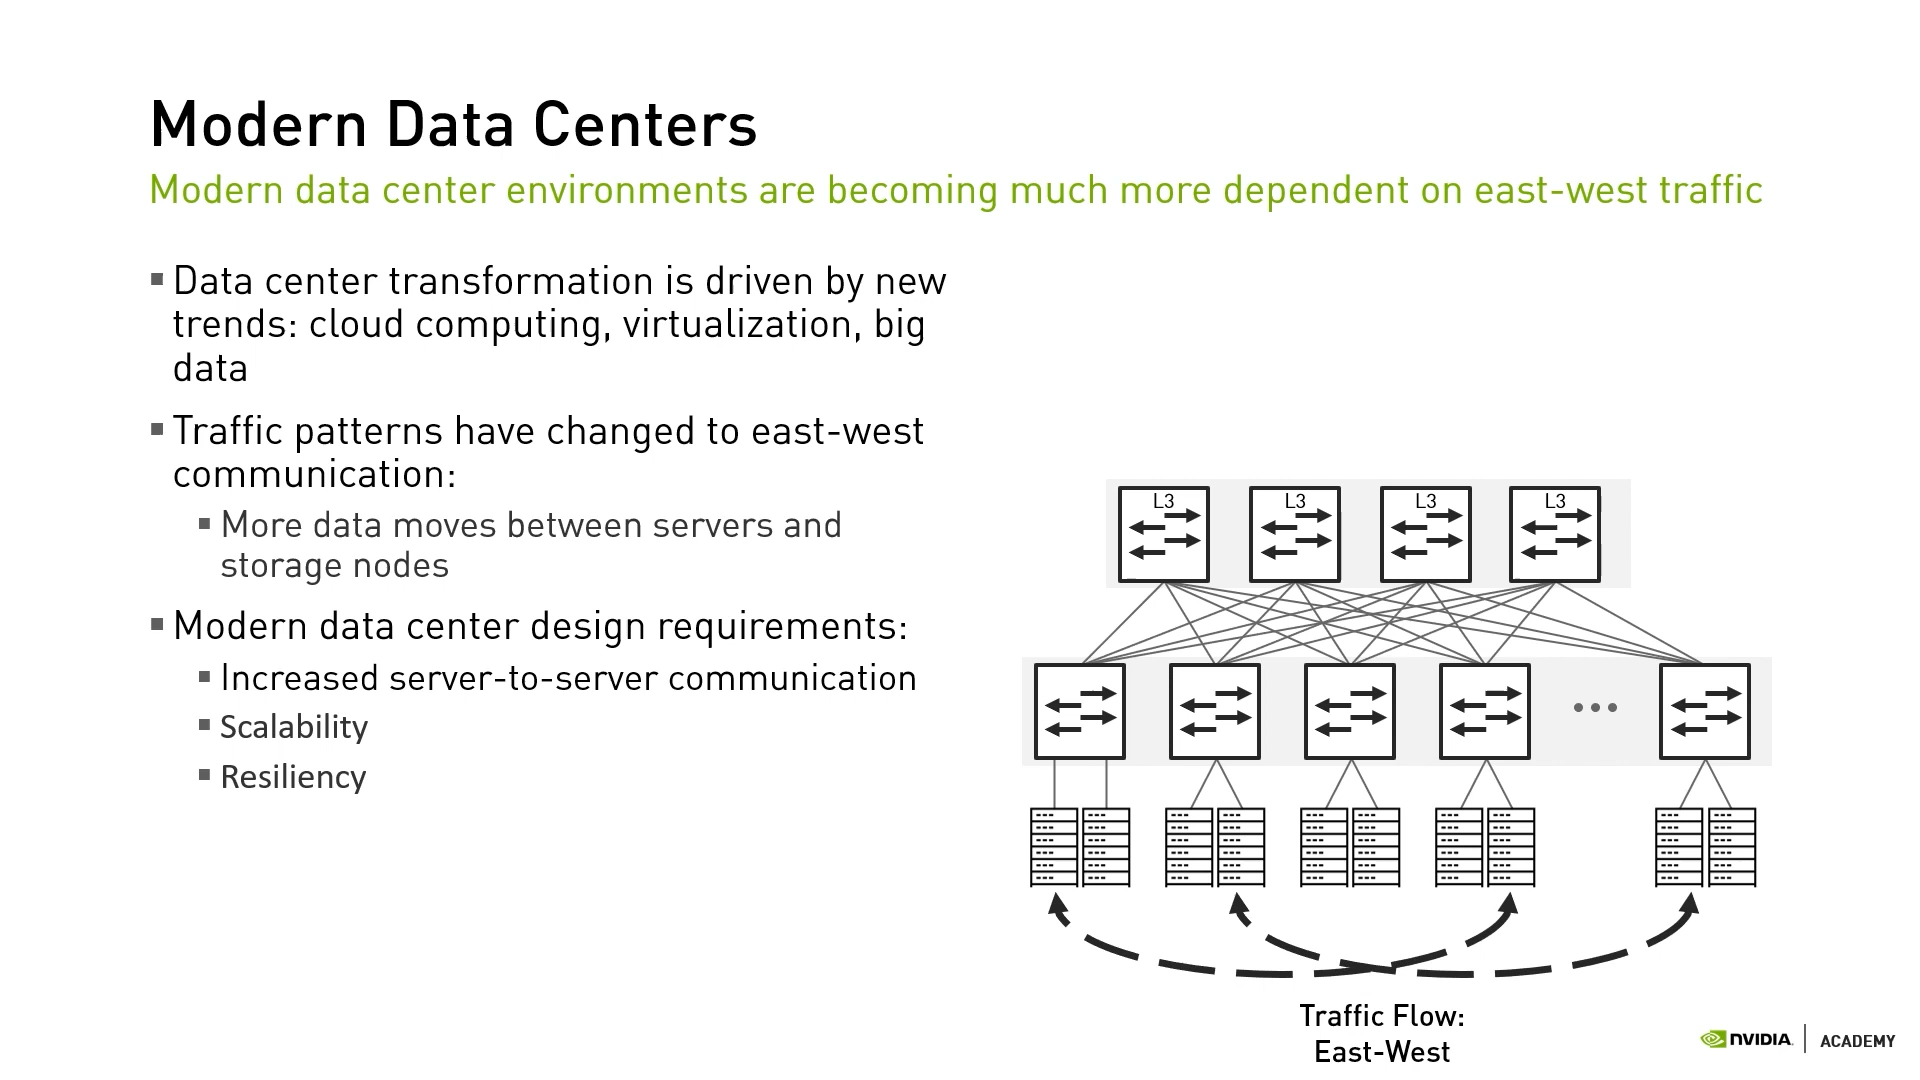 Modern Data Centers
Modern data center environments are becoming much more dependent on east-west traffic
Data center transformation is driven by new
trends: cloud computing, virtualization, big
data
Traffic patterns have changed to east-west
communication:
More data moves between servers and
storage nodes
Modern data center design requirements:
Increased server-to-server communication
Scalability
Resiliency
L3 L3 L3 L3
Traffic Flow:
East-West
NVIDIA. ACADEMY